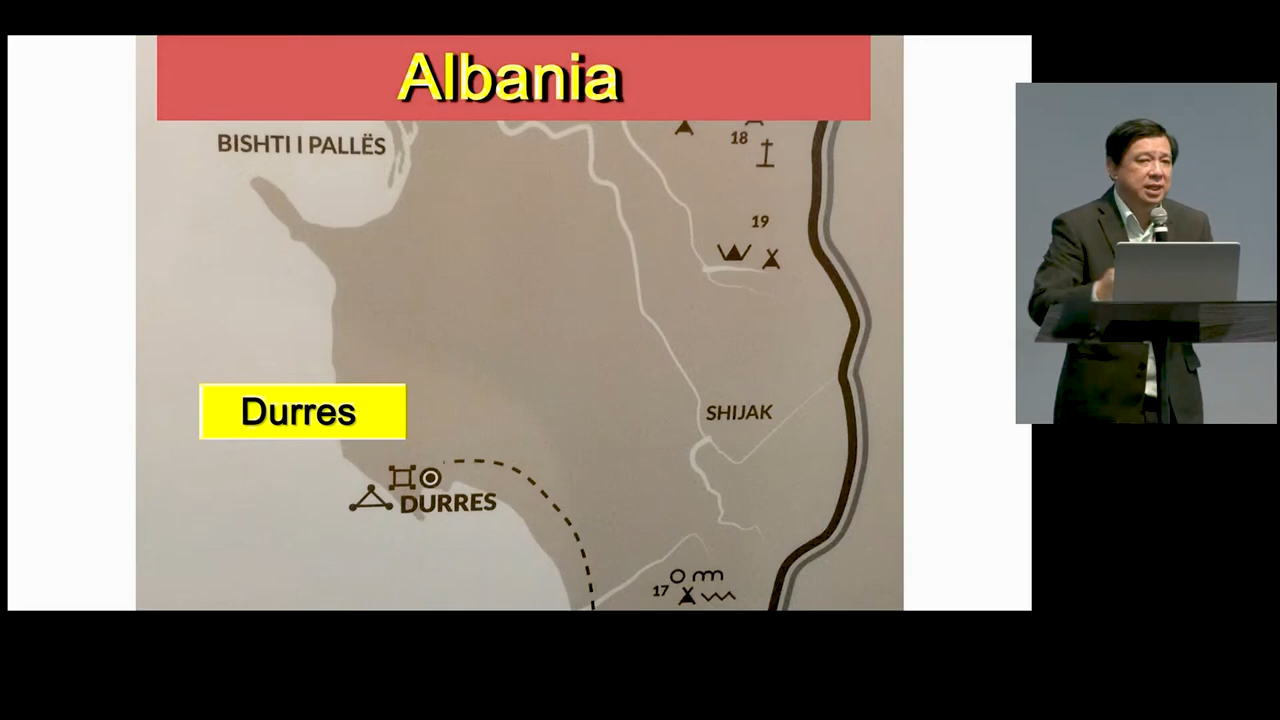 Albania
BISHTI I PALLËS
18
19
Durres
SHIJAK
DURRES
17